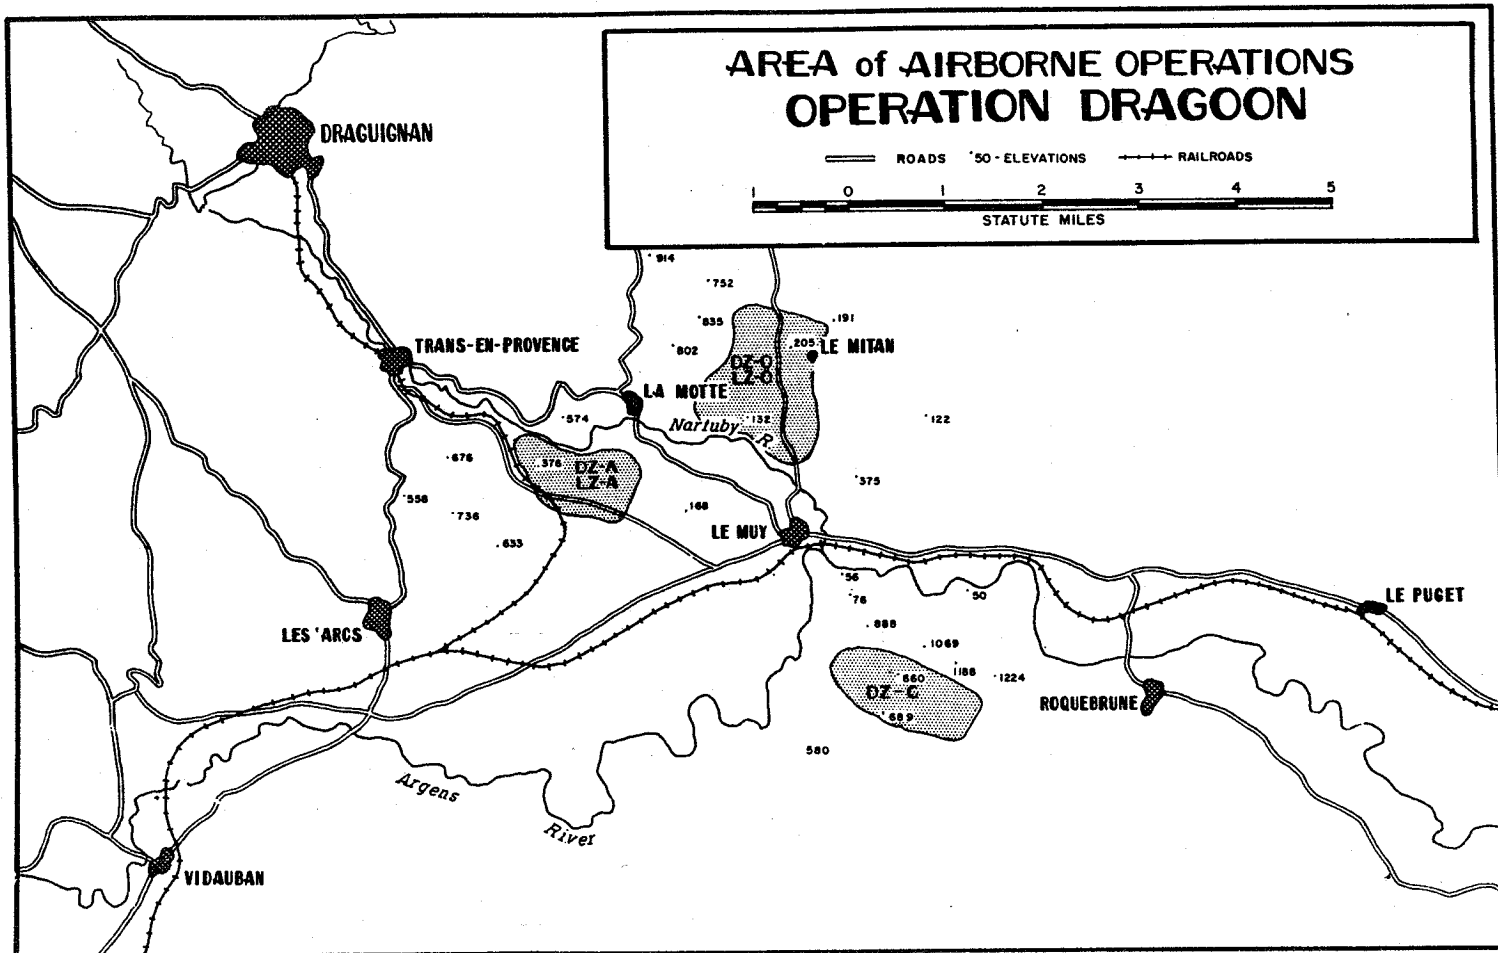 AREA of AIRBORNE OPERATIONS
OPERATION DRAGOON
ROADS
·50-ELEVATIONS
RAILROADS
1 0 1 2 3 4 5
STATUTE MILES
DRAGUIGNAN
·914
·752
·835
·191
·802
·205
LE MITAN
TRANS-EN-PROVENCE
DZ-O
LZ-O
LA MOTTE
·574
·132
·122
Nartuby R.
·676
·376
DZ-A
LZ-A
·375
·558
·736
·168
·633
LE MUY
·56
·76
·50
LE PUGET
·888
LES ARCS
·1069
·1188
·1224
·660
DZ-C
·689
ROQUEBRUNE
580
Argens
River
VIDAUBAN